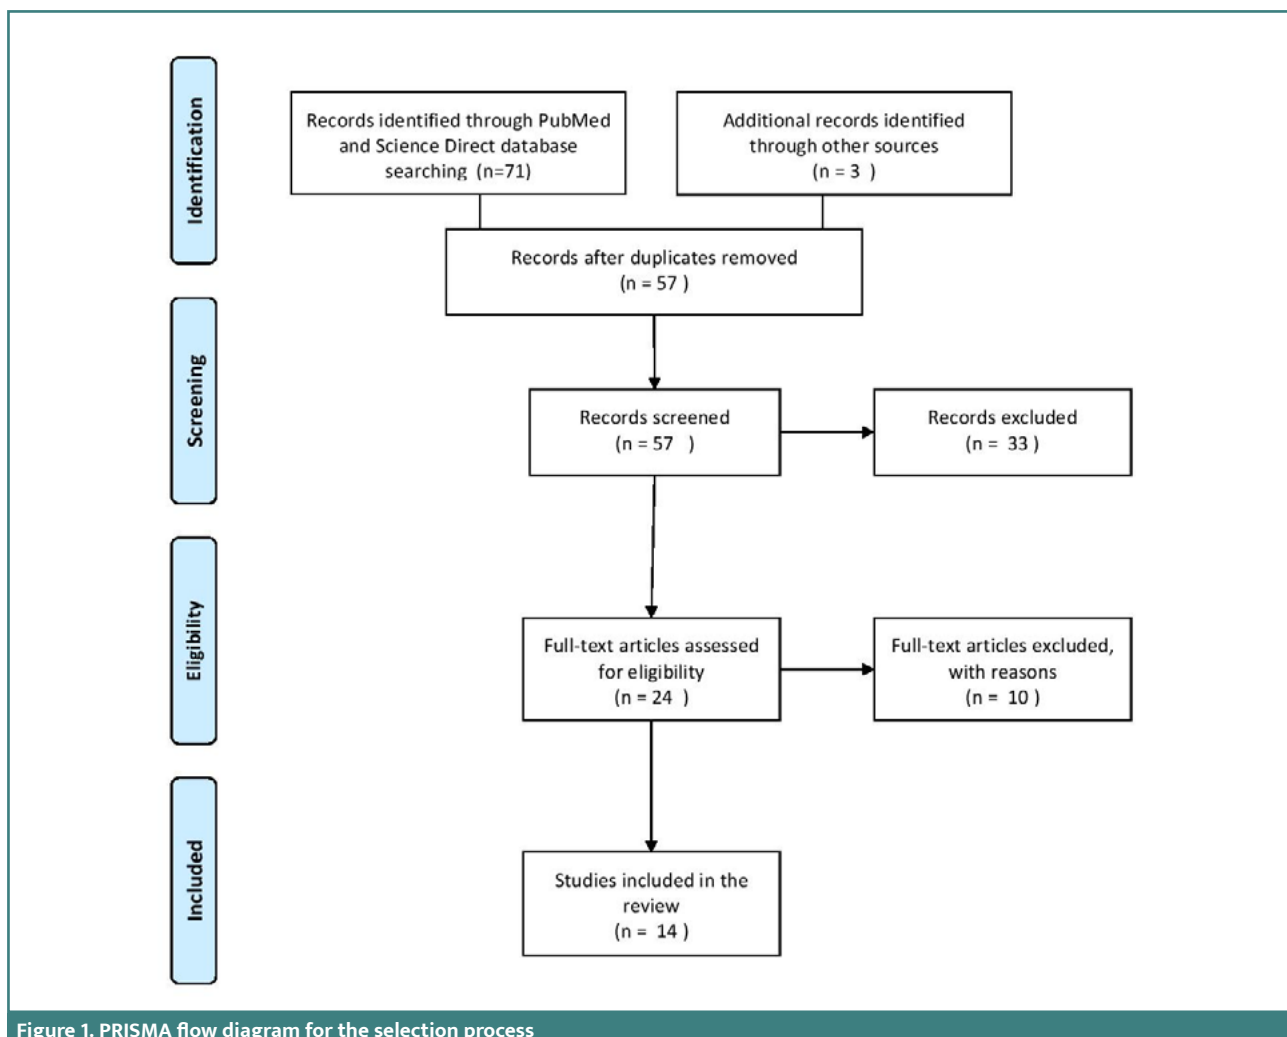 Identification
Records identified through PubMed
and Science Direct database
searching (n=71)
Additional records identified
through other sources
(n = 3 )
Records after duplicates removed
(n = 57 )
Screening
Records screened
(n = 57 )
Records excluded
(n = 33 )
Eligibility
Full-text articles assessed
for eligibility
(n = 24 )
Full-text articles excluded,
with reasons
(n = 10 )
Included
Studies included in the
review
(n = 14 )
Figure 1. PRISMA flow diagram for the selection process